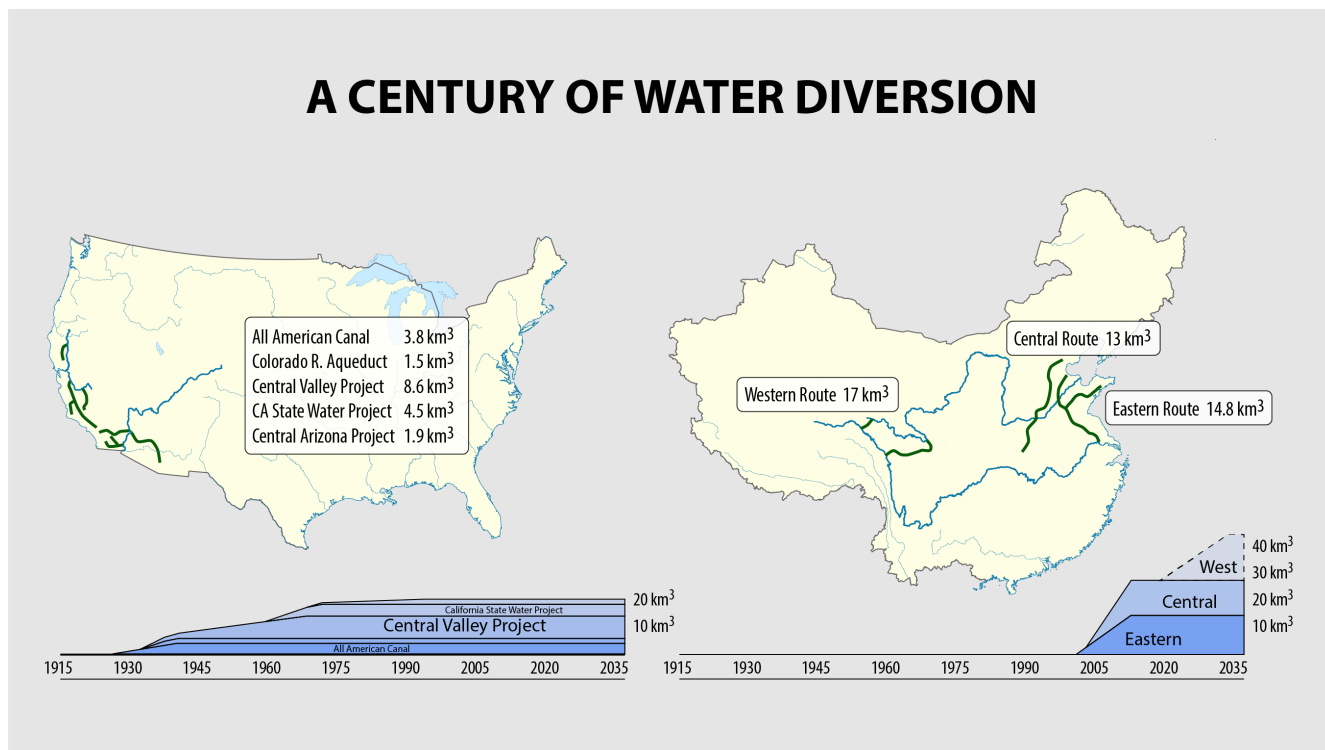 A CENTURY OF WATER DIVERSION
All American Canal 3.8 km³
Colorado R. Aqueduct 1.5 km³
Central Valley Project 8.6 km³
CA State Water Project 4.5 km³
Central Arizona Project 1.9 km³
Central Route 13 km³
Western Route 17 km³
Eastern Route 14.8 km³
20 km³
California State Water Project
Central Valley Project
10 km³
All American Canal
1915 1930 1945 1960 1975 1990 2005 2020 2035
40 km³
West
30 km³
Central
20 km³
10 km³
Eastern
1915 1930 1945 1960 1975 1990 2005 2020 2035